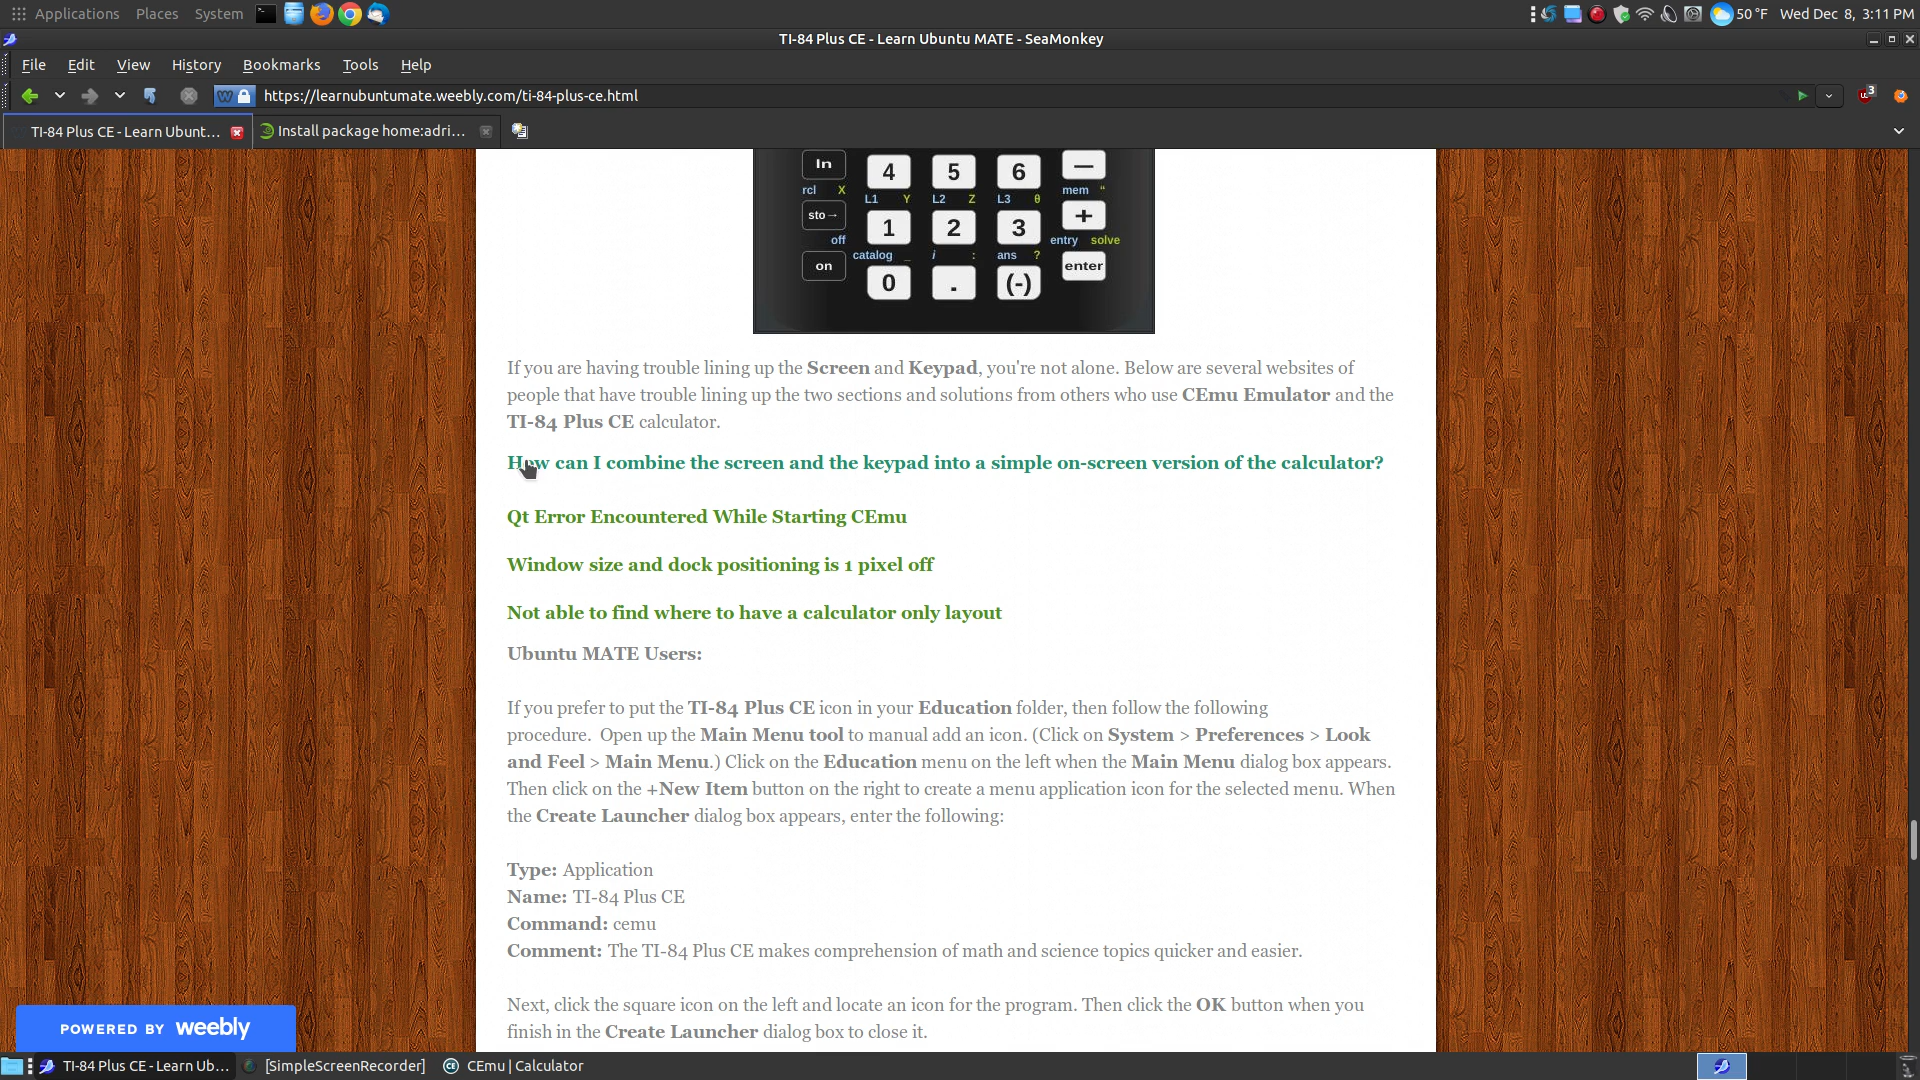 Applications Places System 50 °F Wed Dec 8, 3:11 PM
TI-84 Plus CE - Learn Ubuntu MATE - SeaMonkey
File Edit View History Bookmarks Tools Help
https://learnubuntumate.weebly.com/ti-84-plus-ce.html 3
TI-84 Plus CE - Learn Ubunt... Install package home:adri...
ln 4 5 6 —
rcl X L1 Y L2 Z L3 θ mem "
sto→ 1 2 3 +
off catalog _ i : ans ? entry solve
on 0 . (-) enter
If you are having trouble lining up the Screen and Keypad, you're not alone. Below are several websites of
people that have trouble lining up the two sections and solutions from others who use CEmu Emulator and the
TI-84 Plus CE calculator.
How can I combine the screen and the keypad into a simple on-screen version of the calculator?
Qt Error Encountered While Starting CEmu
Window size and dock positioning is 1 pixel off
Not able to find where to have a calculator only layout
Ubuntu MATE Users:
If you prefer to put the TI-84 Plus CE icon in your Education folder, then follow the following
procedure. Open up the Main Menu tool to manual add an icon. (Click on System > Preferences > Look
and Feel > Main Menu.) Click on the Education menu on the left when the Main Menu dialog box appears.
Then click on the +New Item button on the right to create a menu application icon for the selected menu. When
the Create Launcher dialog box appears, enter the following:
Type: Application
Name: TI-84 Plus CE
Command: cemu
Comment: The TI-84 Plus CE makes comprehension of math and science topics quicker and easier.
Next, click the square icon on the left and locate an icon for the program. Then click the OK button when you
finish in the Create Launcher dialog box to close it.
POWERED BY weebly
TI-84 Plus CE - Learn Ub... [SimpleScreenRecorder] CEmu | Calculator